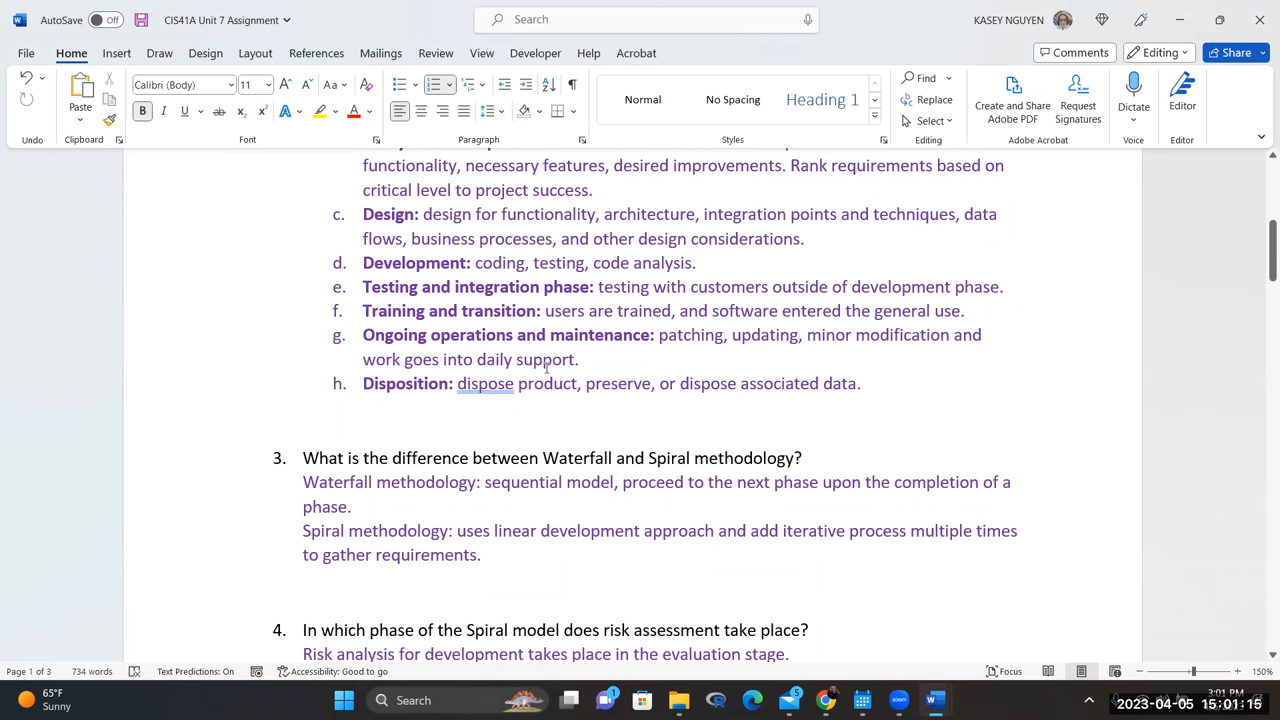 AutoSave Off CIS41A Unit 7 Assignment Search KASEY NGUYEN
File Home Insert Draw Design Layout References Mailings Review View Developer Help Acrobat Comments Editing Share
Calibri (Body) 11 Aa Normal No Spacing Heading 1 Find
Paste Replace Create and Share Adobe PDF Request Signatures Dictate Editor
B I U ab x₂ x² A A Select
Undo Clipboard Font Paragraph Styles Editing Adobe Acrobat Voice Editor
functionality, necessary features, desired improvements. Rank requirements based on
critical level to project success.
c. Design: design for functionality, architecture, integration points and techniques, data
flows, business processes, and other design considerations.
d. Development: coding, testing, code analysis.
e. Testing and integration phase: testing with customers outside of development phase.
f. Training and transition: users are trained, and software entered the general use.
g. Ongoing operations and maintenance: patching, updating, minor modification and
work goes into daily support.
h. Disposition: dispose product, preserve, or dispose associated data.
3. What is the difference between Waterfall and Spiral methodology?
Waterfall methodology: sequential model, proceed to the next phase upon the completion of a
phase.
Spiral methodology: uses linear development approach and add iterative process multiple times
to gather requirements.
4. In which phase of the Spiral model does risk assessment take place?
Risk analysis for development takes place in the evaluation stage.
Page 1 of 3 734 words Text Predictions: On Accessibility: Good to go Focus 150%
65°F
Sunny
Search
1
5
zoom
3:01 PM
2023-04-05 15:01:15